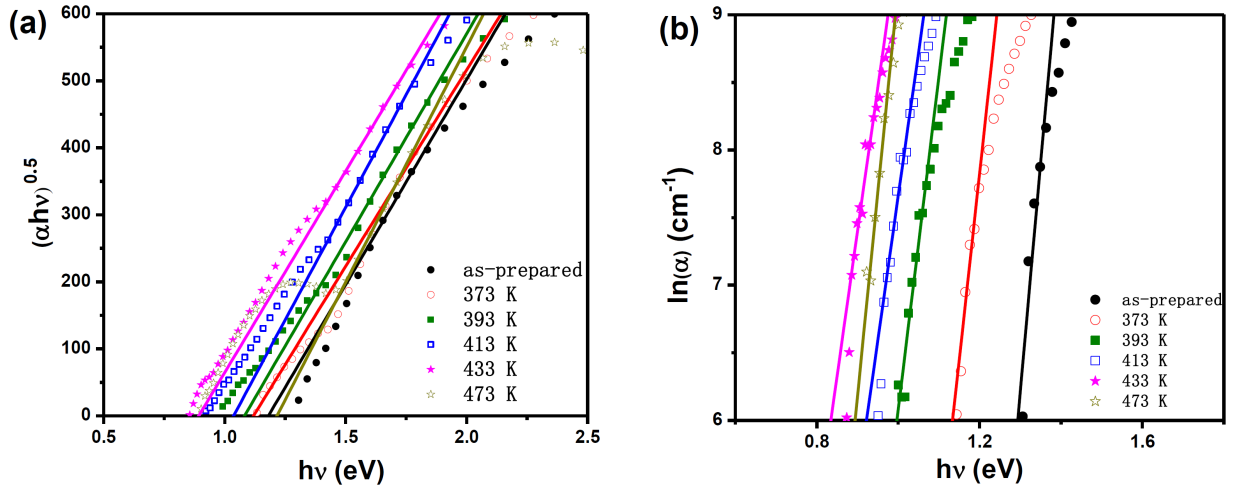 (a)
600
500
400
300
200
100
0
(αhν)^0.5
as-prepared
373 K
393 K
413 K
433 K
473 K
0.5 1.0 1.5 2.0 2.5
hν (eV)
(b)
9
8
7
6
ln(α) (cm⁻¹)
as-prepared
373 K
393 K
413 K
433 K
473 K
0.8 1.2 1.6
hν (eV)